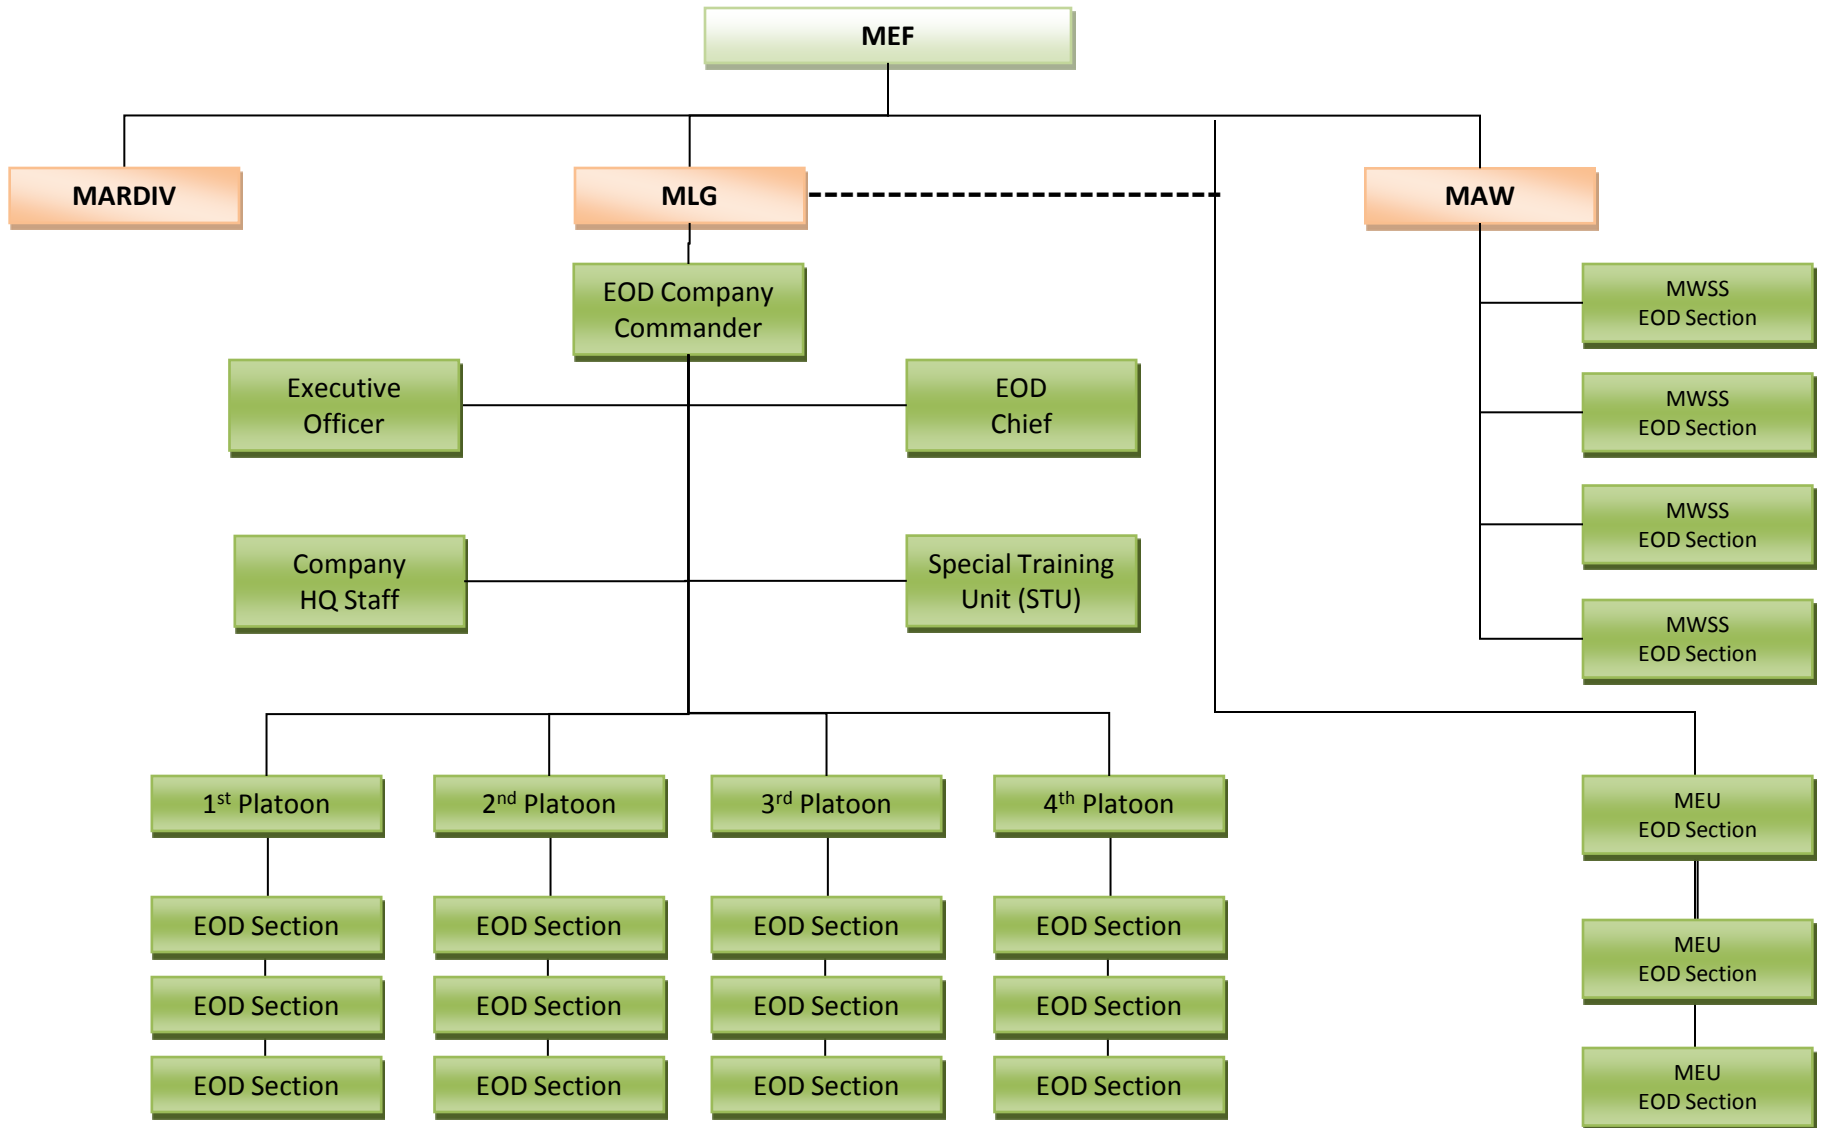 MEF
MARDIV
MLG
MAW
EOD Company
Commander
Executive
Officer
EOD
Chief
Company
HQ Staff
Special Training
Unit (STU)
MWSS
EOD Section
MWSS
EOD Section
MWSS
EOD Section
MWSS
EOD Section
1st Platoon
2nd Platoon
3rd Platoon
4th Platoon
EOD Section
EOD Section
EOD Section
EOD Section
EOD Section
EOD Section
EOD Section
EOD Section
EOD Section
EOD Section
EOD Section
EOD Section
MEU
EOD Section
MEU
EOD Section
MEU
EOD Section